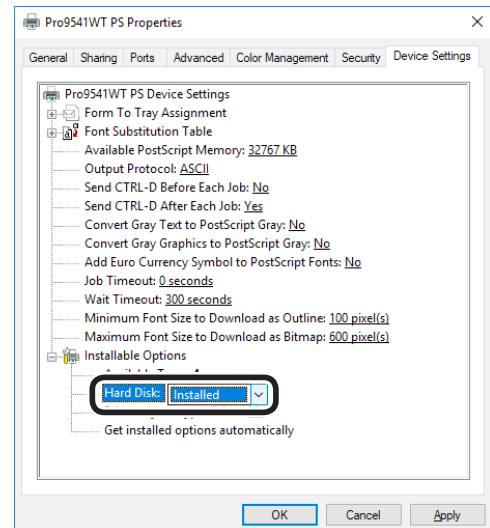 Pro9541WT PS Properties
General Sharing Ports Advanced Color Management Security Device Settings
Pro9541WT PS Device Settings
Form To Tray Assignment
Font Substitution Table
Available PostScript Memory: 32767 KB
Output Protocol: ASCII
Send CTRL-D Before Each Job: No
Send CTRL-D After Each Job: Yes
Convert Gray Text to PostScript Gray: No
Convert Gray Graphics to PostScript Gray: No
Add Euro Currency Symbol to PostScript Fonts: No
Job Timeout: 0 seconds
Wait Timeout: 300 seconds
Minimum Font Size to Download as Outline: 100 pixel(s)
Maximum Font Size to Download as Bitmap: 600 pixel(s)
Installable Options
Hard Disk: Installed
Get installed options automatically
OK Cancel Apply